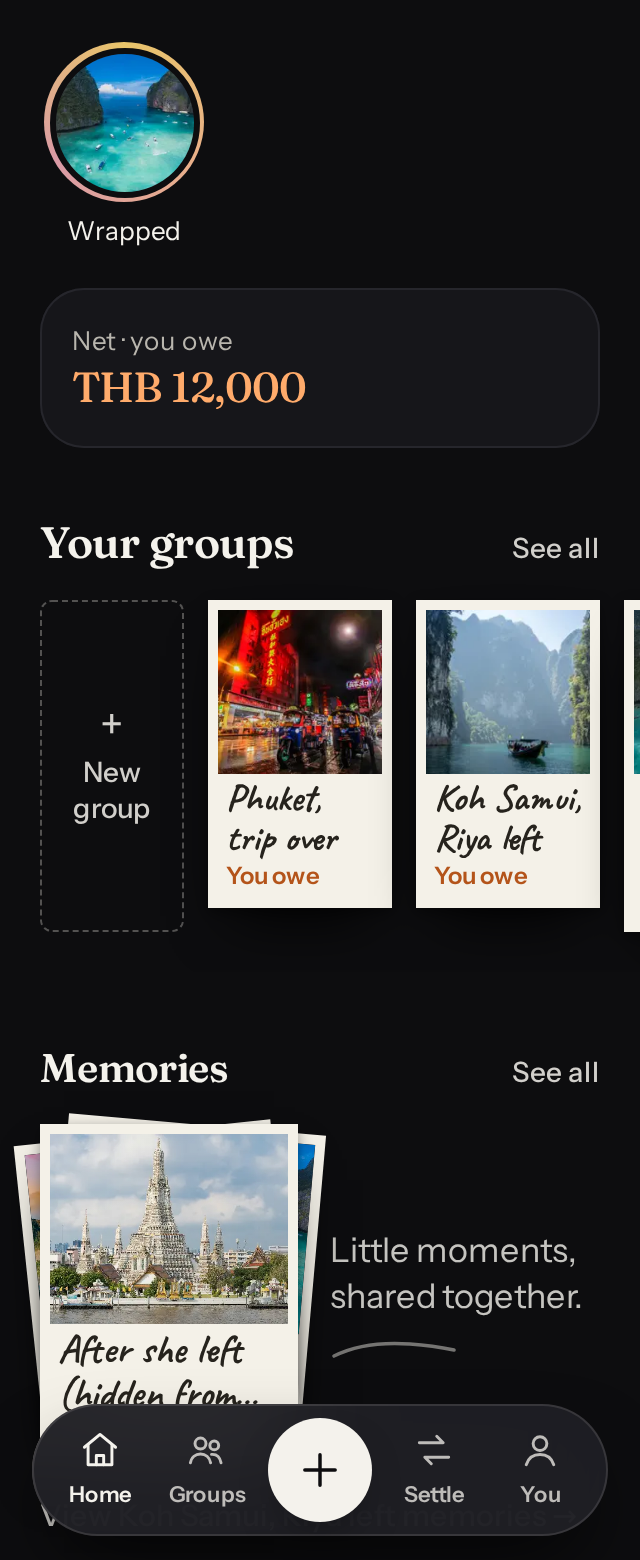 Wrapped
Net · you owe
THB 12,000
Your groups
See all
+
New
group
Phuket,
trip over
You owe
Koh Samui,
Riya left
You owe
Memories
See all
After she left
(hidden from…
Little moments,
shared together.
Home
Groups
Settle
You